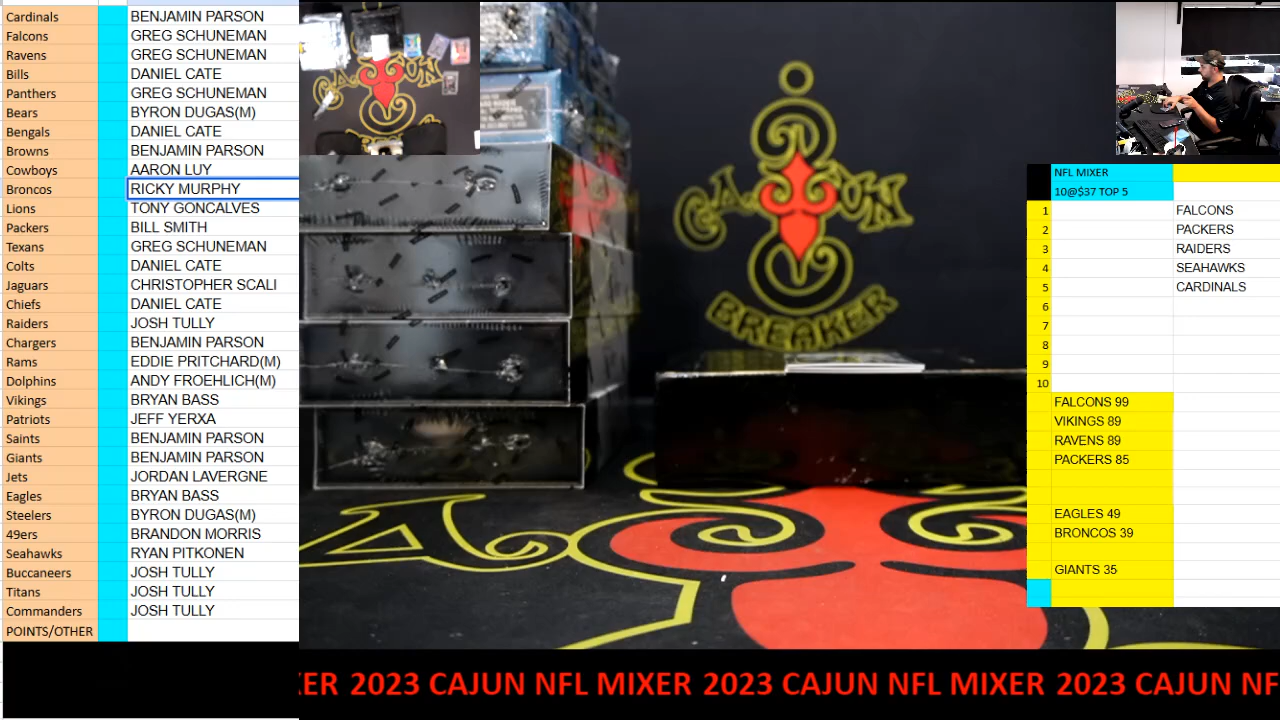 Cardinals BENJAMIN PARSON
Falcons GREG SCHUNEMAN
Ravens GREG SCHUNEMAN
Bills DANIEL CATE
Panthers GREG SCHUNEMAN
Bears BYRON DUGAS(M)
Bengals DANIEL CATE
Browns BENJAMIN PARSON
Cowboys AARON LUY
Broncos RICKY MURPHY
Lions TONY GONCALVES
Packers BILL SMITH
Texans GREG SCHUNEMAN
Colts DANIEL CATE
Jaguars CHRISTOPHER SCALI
Chiefs DANIEL CATE
Raiders JOSH TULLY
Chargers BENJAMIN PARSON
Rams EDDIE PRITCHARD(M)
Dolphins ANDY FROEHLICH(M)
Vikings BRYAN BASS
Patriots JEFF YERXA
Saints BENJAMIN PARSON
Giants BENJAMIN PARSON
Jets JORDAN LAVERGNE
Eagles BRYAN BASS
Steelers BYRON DUGAS(M)
49ers BRANDON MORRIS
Seahawks RYAN PITKONEN
Buccaneers JOSH TULLY
Titans JOSH TULLY
Commanders JOSH TULLY
POINTS/OTHER
CAJUN
CAJUN
BREAKER
NFL MIXER
10@$37 TOP 5
1 FALCONS
2 PACKERS
3 RAIDERS
4 SEAHAWKS
5 CARDINALS
6
7
8
9
10
FALCONS 99
VIKINGS 89
RAVENS 89
PACKERS 85
EAGLES 49
BRONCOS 39
GIANTS 35
XER 2023 CAJUN NFL MIXER 2023 CAJUN NFL MIXER 2023 CAJUN NF